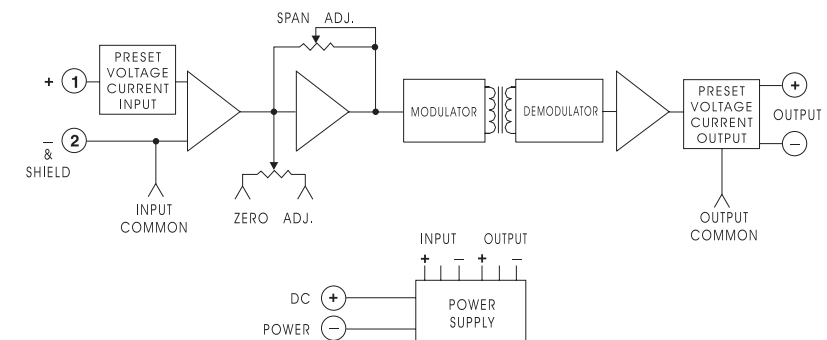 SPAN ADJ.
PRESET
VOLTAGE
CURRENT
INPUT
+ 1
− 2
&
SHIELD
INPUT
COMMON
ZERO ADJ.
MODULATOR
DEMODULATOR
PRESET
VOLTAGE
CURRENT
OUTPUT
+
OUTPUT
−
OUTPUT
COMMON
INPUT OUTPUT
+ − + −
DC +
POWER −
POWER
SUPPLY